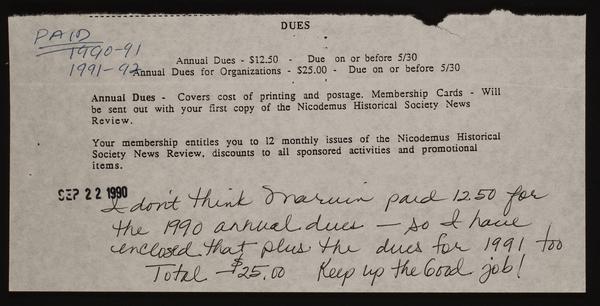 DUES
PAID
1990-91
1991-92
Annual Dues - $12.50 - Due on or before 5/30
Annual Dues for Organizations - $25.00 - Due on or before 5/30
Annual Dues - Covers cost of printing and postage. Membership Cards - Will
be sent out with your first copy of the Nicodemus Historical Society News
Review.
Your membership entitles you to 12 monthly issues of the Nicodemus Historical
Society News Review, discounts to all sponsored activities and promotional
items.
SEP 22 1990
I don't think Marvin paid 12.50 for
the 1990 annual dues — so I have
enclosed that plus the dues for 1991 too
Total - $25.00 Keep up the Good job!